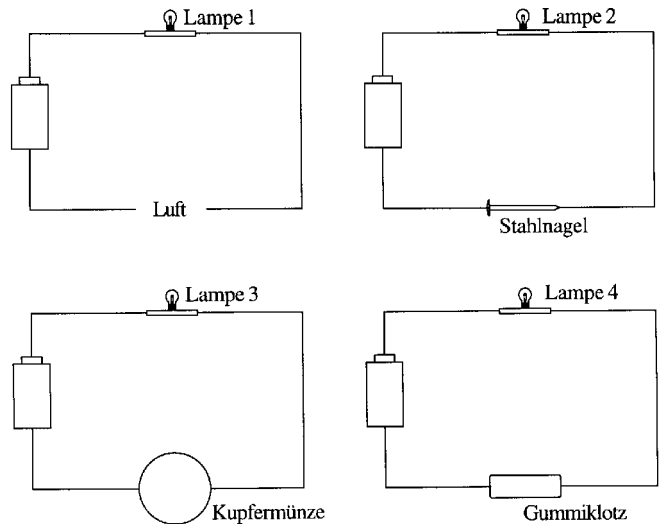 Lampe 1
Lampe 2
Luft
Stahlnagel
Lampe 3
Lampe 4
Kupfermünze
Gummiklotz